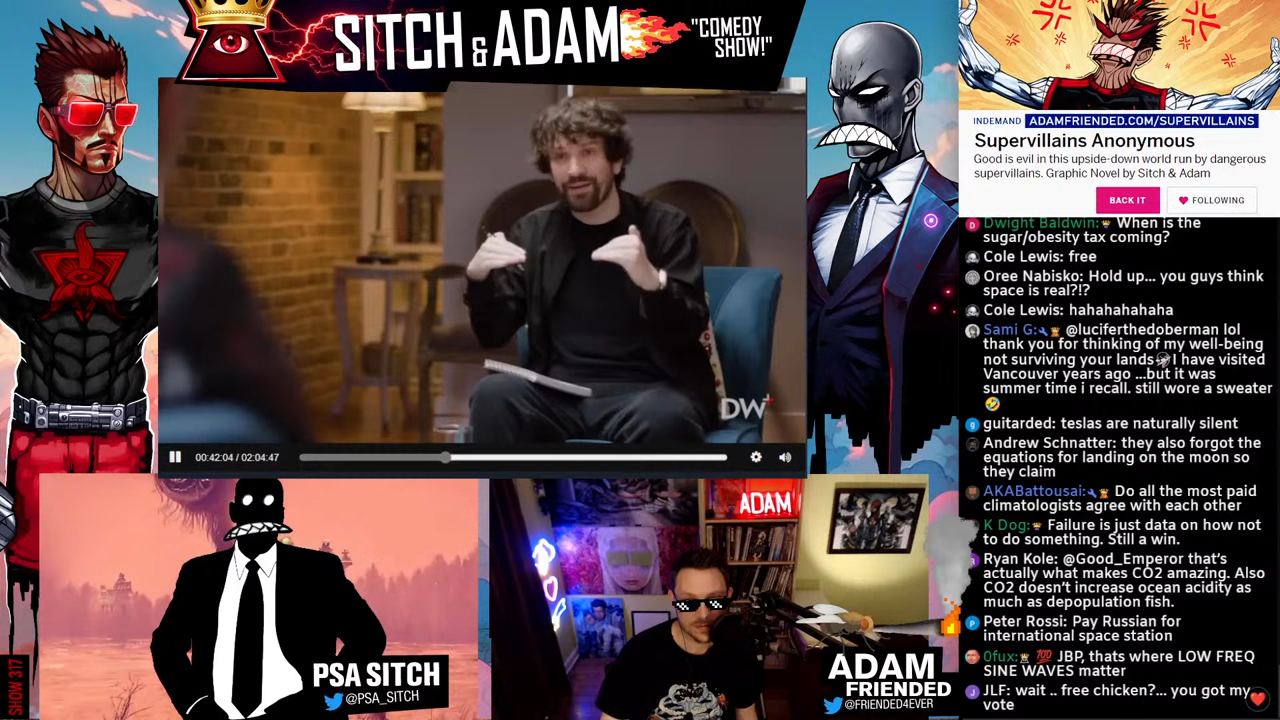 SITCH & ADAM
"COMEDY
SHOW!"
INDEMAND ADAMFRIENDED.COM/SUPERVILLAINS
Supervillains Anonymous
Good is evil in this upside-down world run by dangerous
supervillains. Graphic Novel by Sitch & Adam
BACK IT
FOLLOWING
Dwight Baldwin: When is the
sugar/obesity tax coming?
Cole Lewis: free
Oree Nabisko: Hold up... you guys think
space is real?!?
Cole Lewis: hahahahahaha
Sami G: @luciferthedoberman lol
thank you for thinking of my well-being
not surviving your lands I have visited
Vancouver years ago ...but it was
summer time i recall. still wore a sweater
🤣
guitarded: teslas are naturally silent
Andrew Schnatter: they also forgot the
equations for landing on the moon so
they claim
AKABattousai: Do all the most paid
climatologists agree with each other
K Dog: Failure is just data on how not
to do something. Still a win.
Ryan Kole: @Good_Emperor that's
actually what makes CO2 amazing. Also
CO2 doesn't increase ocean acidity as
much as depopulation fish.
Peter Rossi: Pay Russian for
international space station
0fux: 💯 JBP, thats where LOW FREQ
SINE WAVES matter
JLF: wait .. free chicken?... you got my
vote
DW+
00:42:04 / 02:04:47
ADAM
SHOW 317
PSA SITCH
@PSA_SITCH
ADAM
FRIENDED
@FRIENDED4EVER